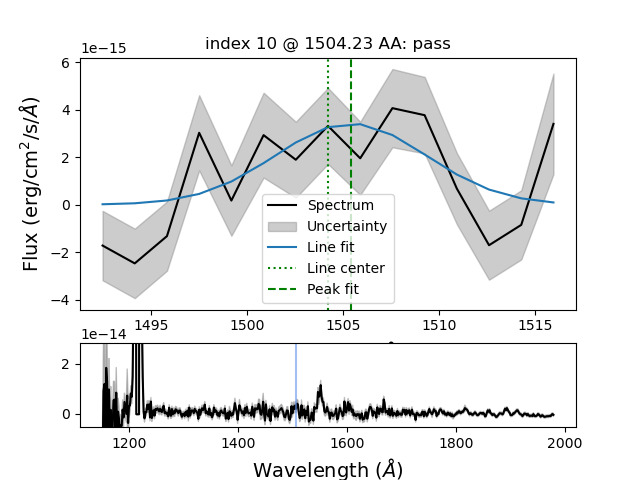 index 10 @ 1504.23 AA: pass
1e−15
6
4
2
0
−2
−4
Flux (erg/cm²/s/Å)
Spectrum
Uncertainty
Line fit
Line center
Peak fit
1495 1500 1505 1510 1515
1e−14
2
0
1200 1400 1600 1800 2000
Wavelength (Å)